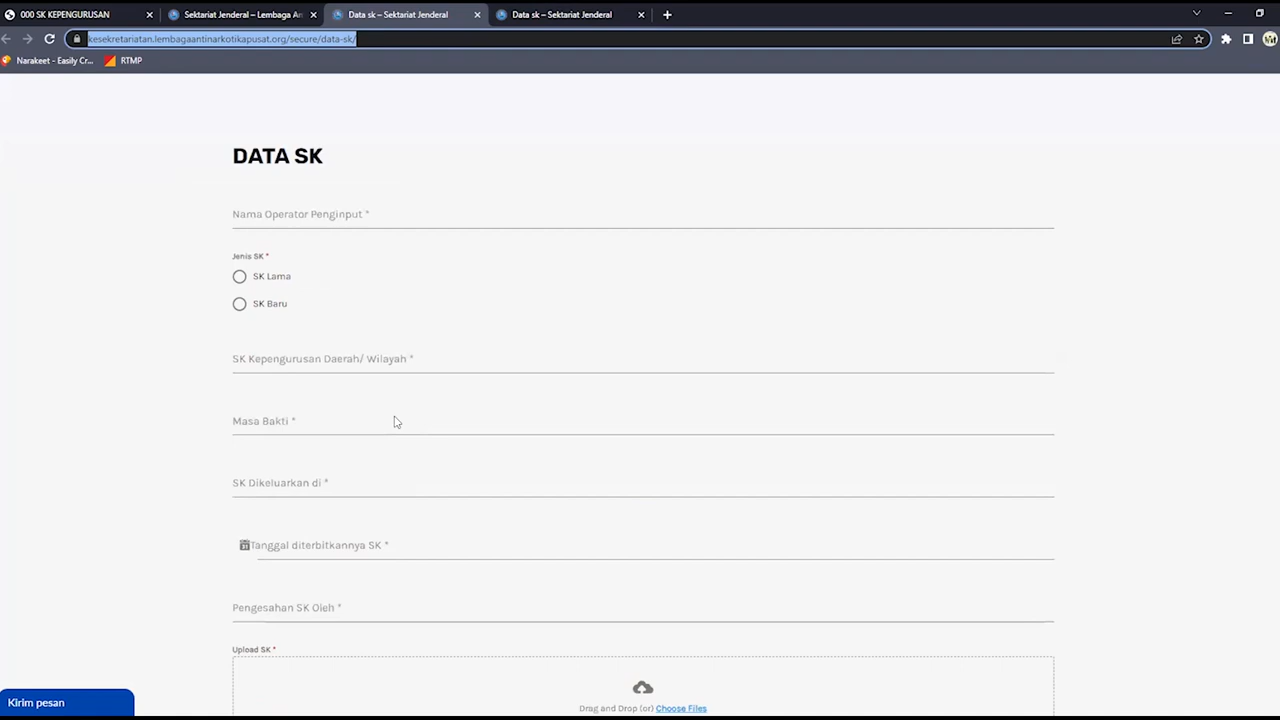 000 SK KEPENGURUSAN
Sektariat Jenderal – Lembaga An
Data sk – Sektariat Jenderal
Data sk – Sektariat Jenderal
kesekretariatan.lembagaantinarkotikapusat.org/secure/data-sk/
Narakeet - Easily Cr...
RTMP
DATA SK
Nama Operator Penginput *
Jenis SK *
SK Lama
SK Baru
SK Kepengurusan Daerah/ Wilayah *
Masa Bakti *
SK Dikeluarkan di *
Tanggal diterbitkannya SK *
Pengesahan SK Oleh *
Upload SK *
Drag and Drop (or) Choose Files
Kirim pesan